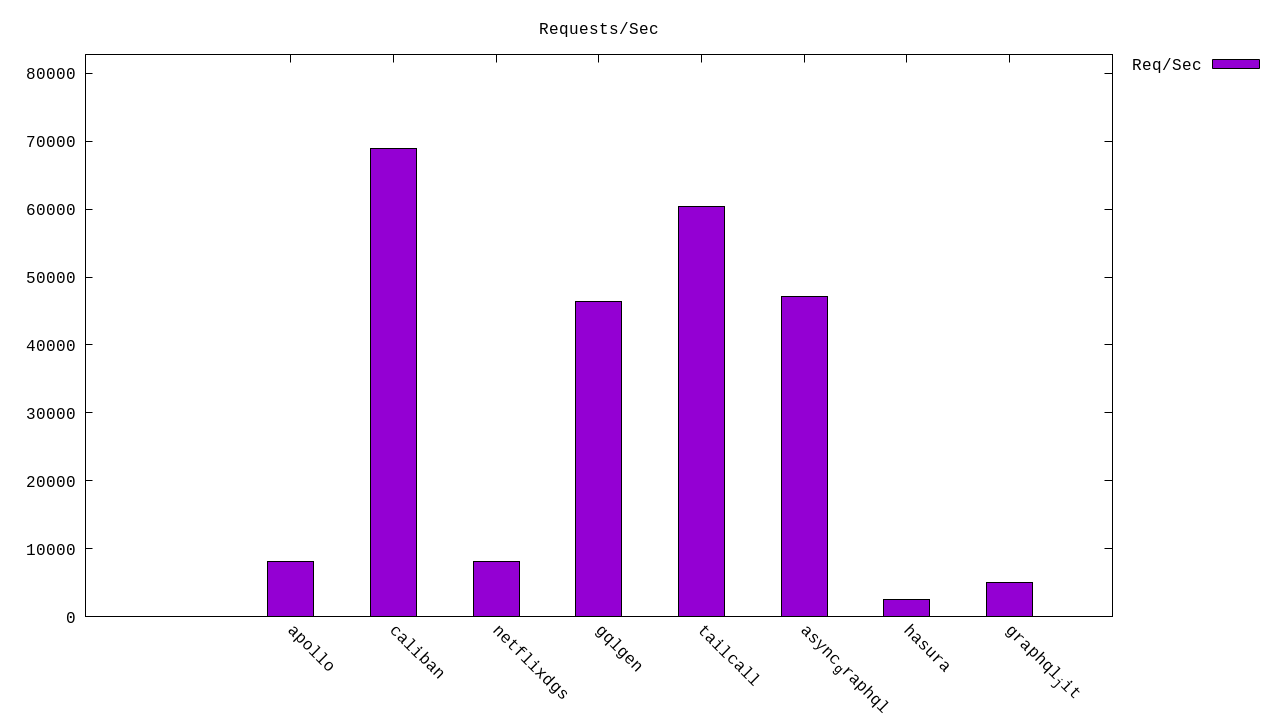 Requests/Sec
Req/Sec
80000
70000
60000
50000
40000
30000
20000
10000
0
apollo
caliban
netflixdgs
gqlgen
tailcall
async_graphql
hasura
graphql_jit